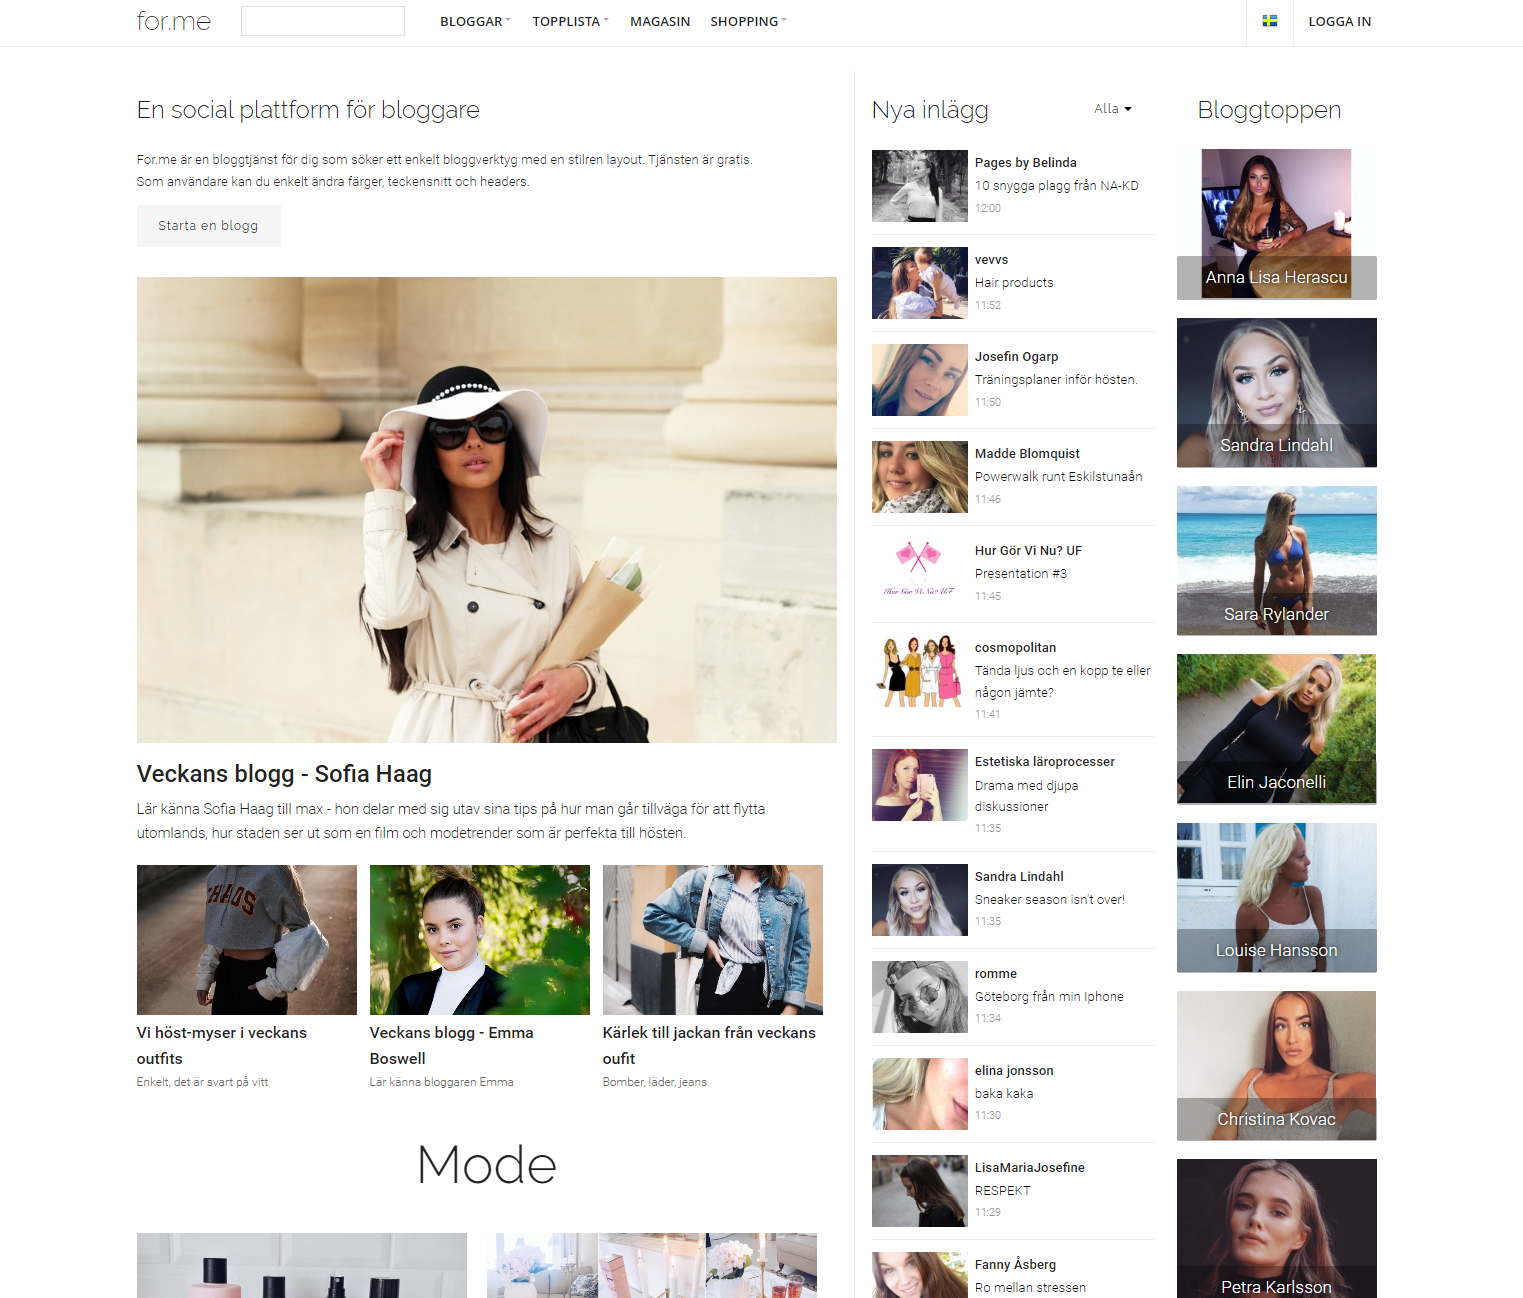 for.me
BLOGGAR
TOPPLISTA
MAGASIN
SHOPPING
LOGGA IN
En social plattform för bloggare
For.me är en bloggtjänst för dig som söker ett enkelt bloggverktyg med en stilren layout. Tjänsten är gratis.
Som användare kan du enkelt ändra färger, teckensnitt och headers.
Starta en blogg
Veckans blogg - Sofia Haag
Lär känna Sofia Haag till max - hon delar med sig utav sina tips på hur man går tillväga för att flytta
utomlands, hur staden ser ut som en film och modetrender som är perfekta till hösten.
CHAOS
Vi höst-myser i veckans
outfits
Enkelt, det är svart på vitt
Veckans blogg - Emma
Boswell
Lär känna bloggaren Emma
Kärlek till jackan från veckans
oufit
Bomber, läder, jeans
Mode
Nya inlägg
Alla
Pages by Belinda
10 snygga plagg från NA-KD
12:00
vevvs
Hair products
11:52
Josefin Ogarp
Träningsplaner inför hösten.
11:50
Madde Blomquist
Powerwalk runt Eskilstunaån
11:46
Hur Gör Vi Nu? UF
Hur Gör Vi Nu? UF
Presentation #3
11:45
cosmopolitan
Tända ljus och en kopp te eller
någon jämte?
11:41
Estetiska läroprocesser
Drama med djupa
diskussioner
11:35
Sandra Lindahl
Sneaker season isn't over!
11:35
romme
Göteborg från min Iphone
11:34
elina jonsson
baka kaka
11:30
LisaMariaJosefine
RESPEKT
11:29
Fanny Åsberg
Ro mellan stressen
Bloggtoppen
Anna Lisa Herascu
Sandra Lindahl
Sara Rylander
Elin Jaconelli
Louise Hansson
Christina Kovac
Petra Karlsson